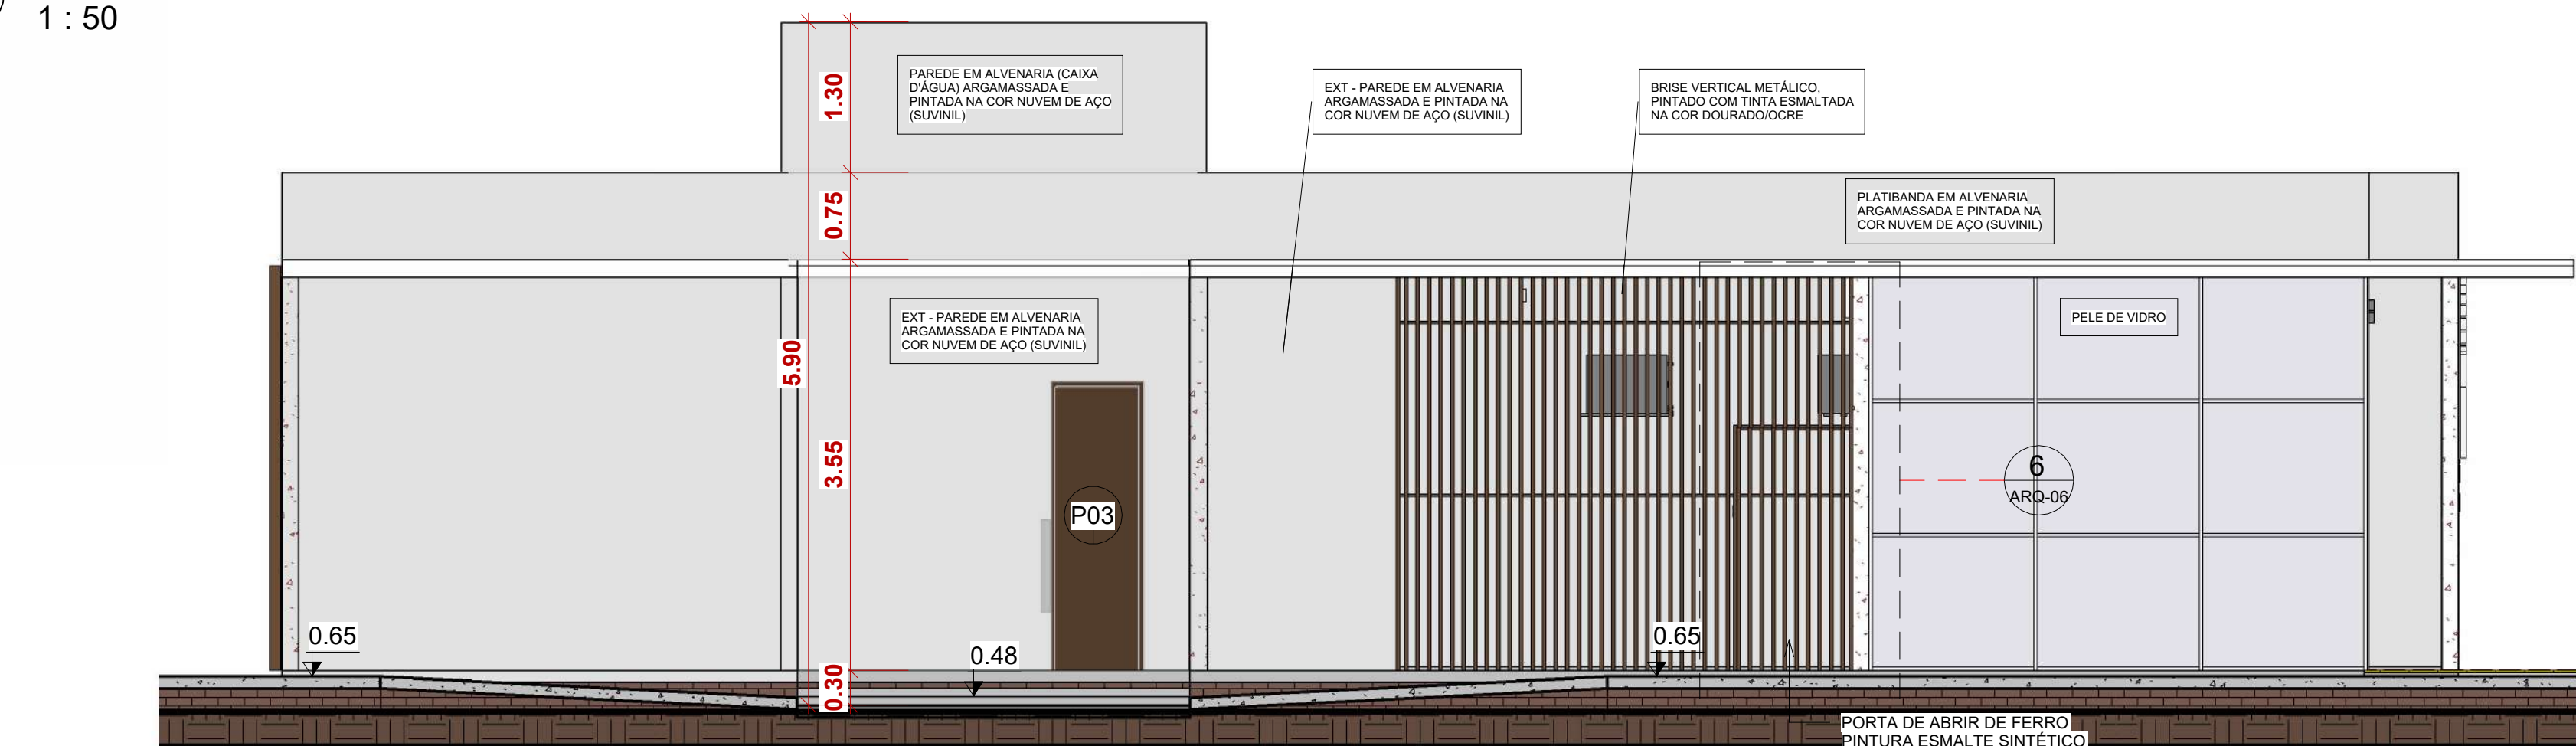 1 : 50
PAREDE EM ALVENARIA (CAIXA
D'ÁGUA) ARGAMASSADA E
PINTADA NA COR NUVEM DE AÇO
(SUVINIL)
EXT - PAREDE EM ALVENARIA
ARGAMASSADA E PINTADA NA
COR NUVEM DE AÇO (SUVINIL)
BRISE VERTICAL METÁLICO,
PINTADO COM TINTA ESMALTADA
NA COR DOURADO/OCRE
PLATIBANDA EM ALVENARIA
ARGAMASSADA E PINTADA NA
COR NUVEM DE AÇO (SUVINIL)
1.30
0.75
5.90
3.55
0.30
EXT - PAREDE EM ALVENARIA
ARGAMASSADA E PINTADA NA
COR NUVEM DE AÇO (SUVINIL)
PELE DE VIDRO
6
ARQ-06
P03
0.65
0.48
0.65
PORTA DE ABRIR DE FERRO
PINTURA ESMALTE SINTÉTICO